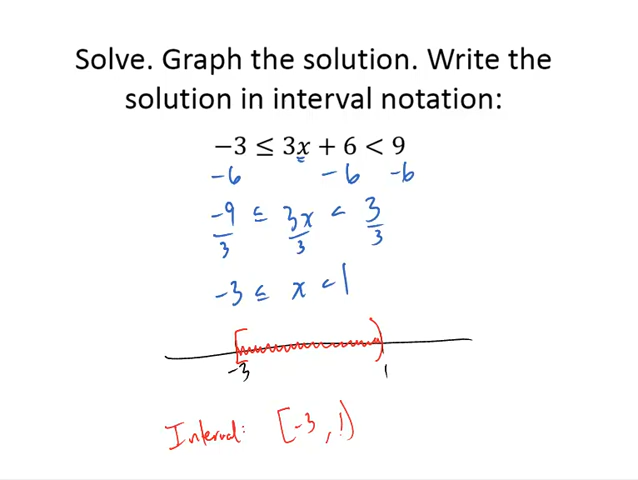 Solve. Graph the solution. Write the
solution in interval notation:
−3 ≤ 3x + 6 < 9
-6 -6 -6
-9/3 ≤ 3x/3 < 3/3
-3 ≤ x < 1
[ )
-3 1
Interval: [-3, 1)